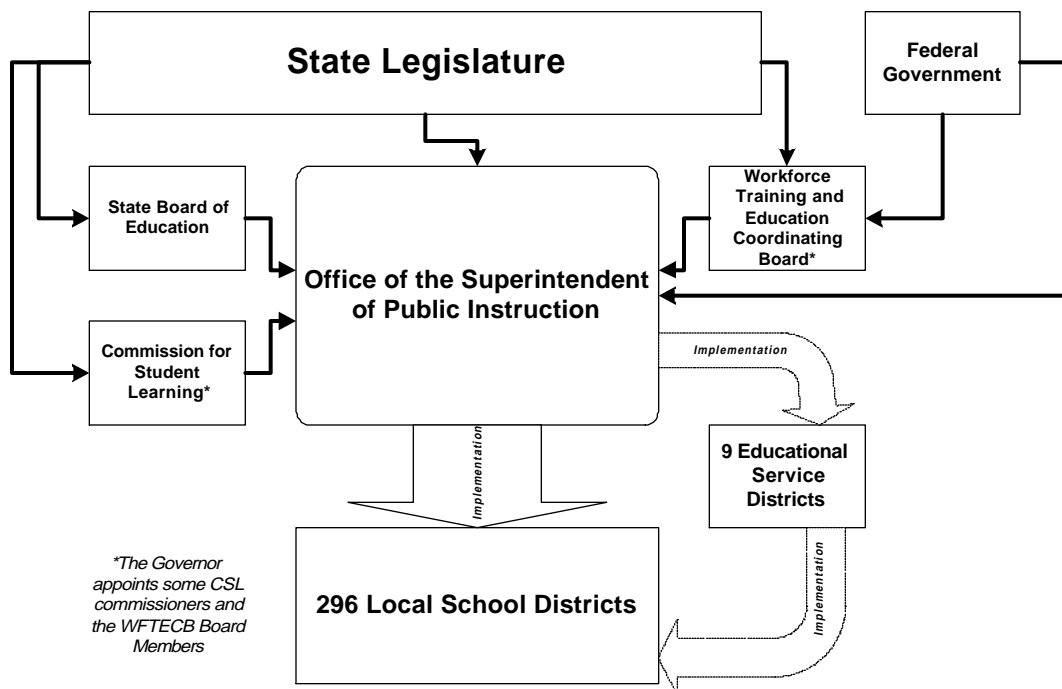 State Legislature
Federal
Government
State Board of
Education
Workforce
Training and
Education
Coordinating
Board*
Office of the Superintendent
of Public Instruction
Commission for
Student
Learning*
Implementation
Implementation
9 Educational
Service
Districts
296 Local School Districts
Implementation
*The Governor
appoints some CSL
commissioners and
the WFTECB Board
Members